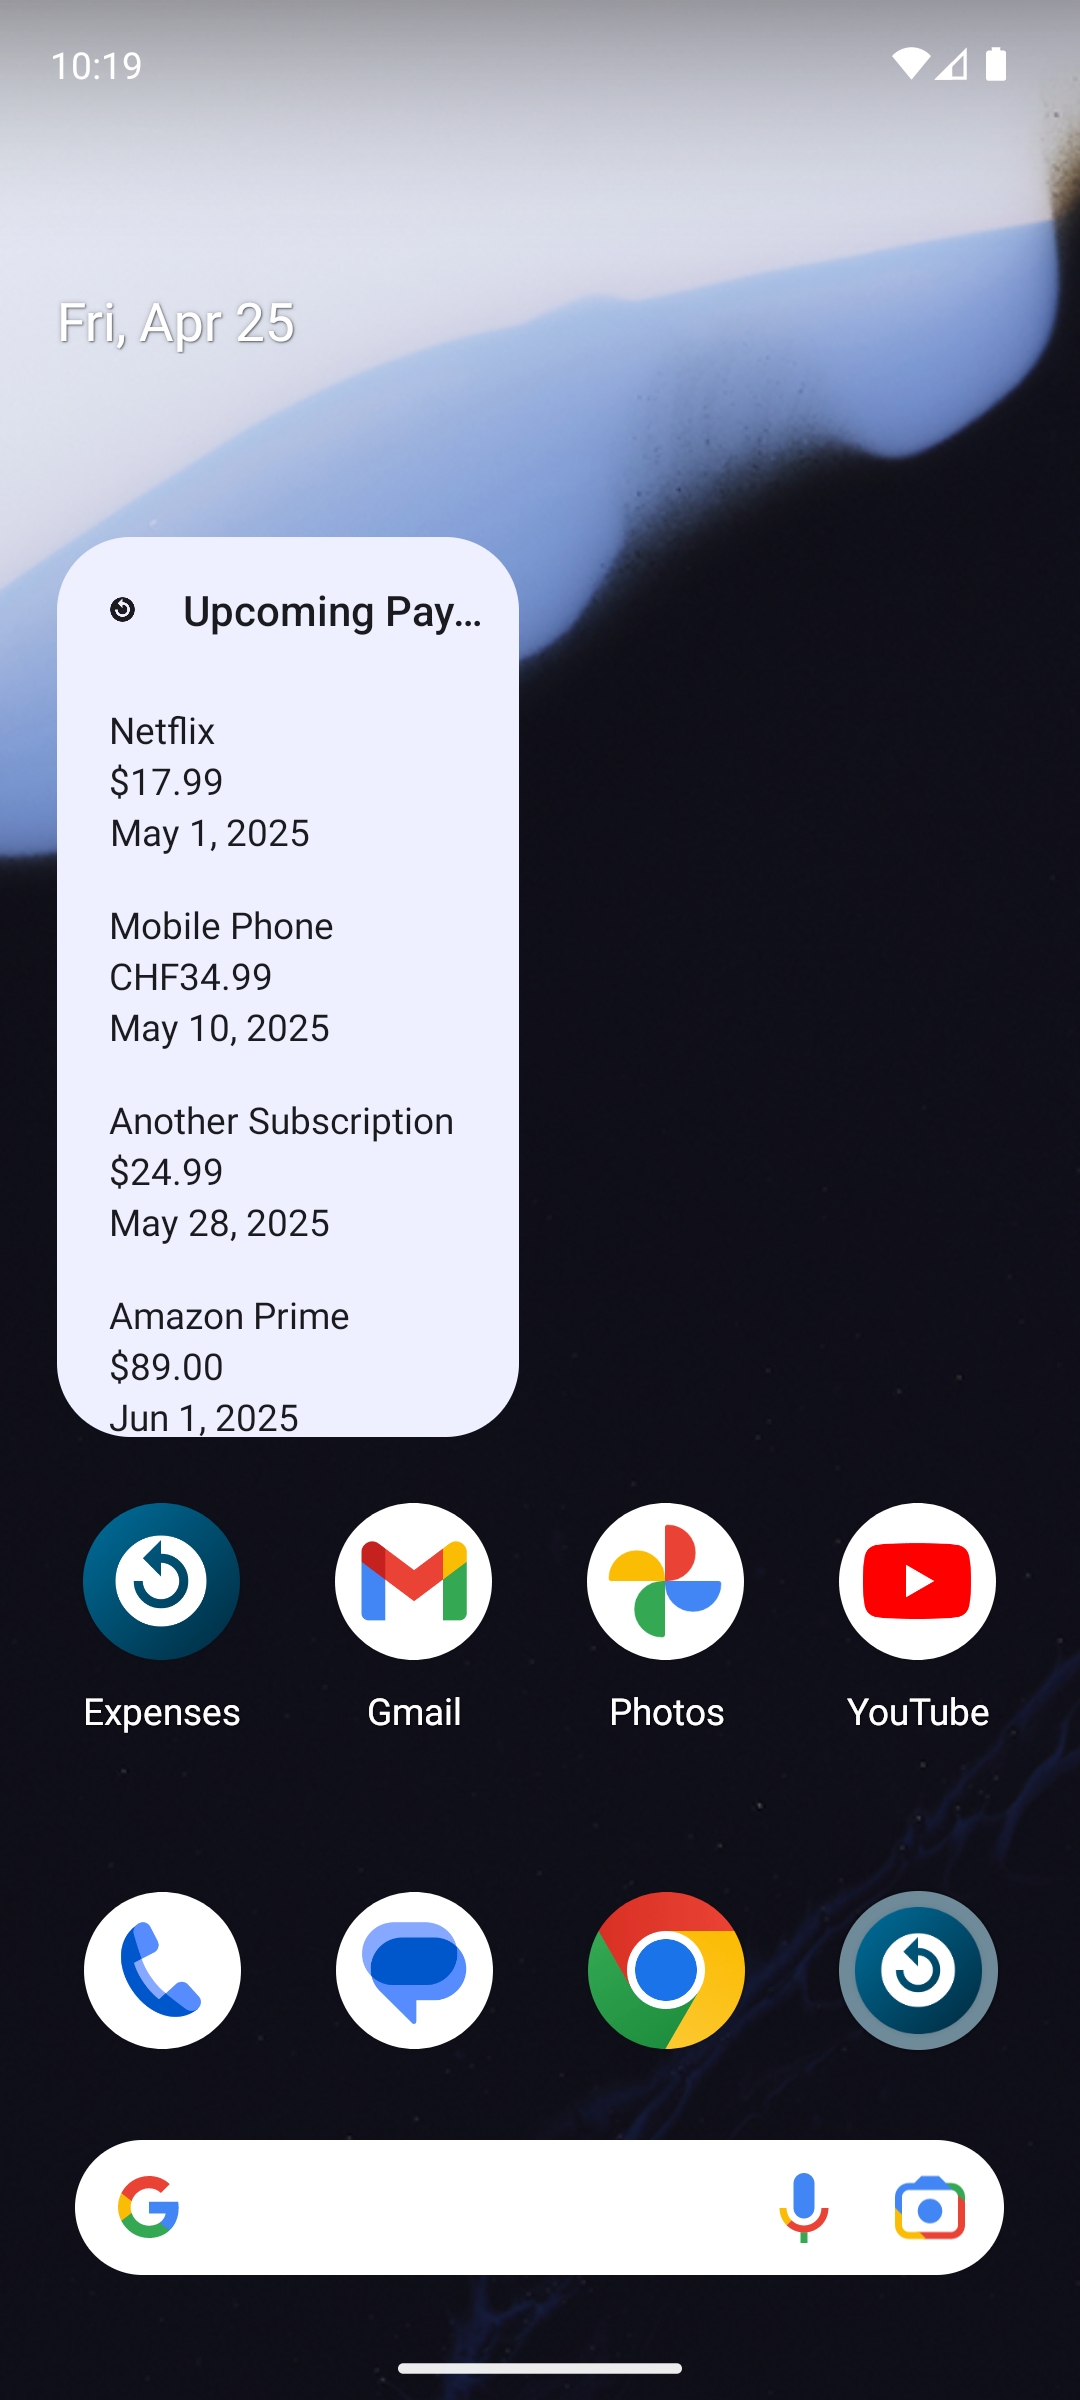 10:19
Fri, Apr 25
Upcoming Pay...
Netflix
$17.99
May 1, 2025
Mobile Phone
CHF34.99
May 10, 2025
Another Subscription
$24.99
May 28, 2025
Amazon Prime
$89.00
Jun 1, 2025
Expenses
Gmail
Photos
YouTube